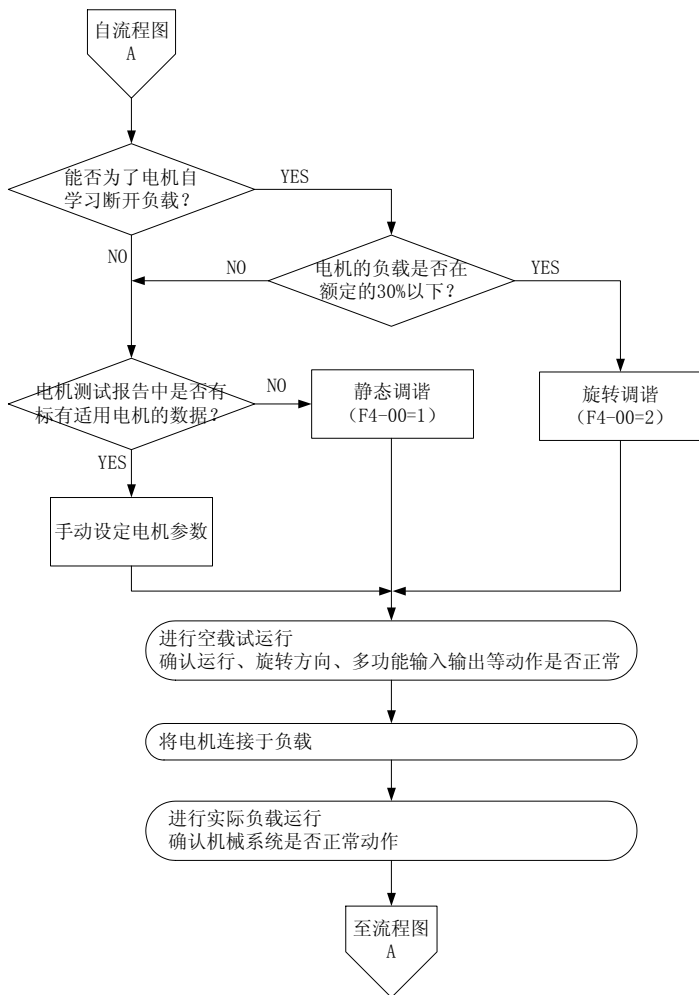 自流程图
A
能否为了电机自
学习断开负载？
YES
NO
电机的负载是否在
额定的30%以下？
NO
YES
电机测试报告中是否有
标有适用电机的数据？
NO
YES
静态调谐
（F4-00=1）
旋转调谐
（F4-00=2）
手动设定电机参数
进行空载试运行
确认运行、旋转方向、多功能输入输出等动作是否正常
将电机连接于负载
进行实际负载运行
确认机械系统是否正常动作
至流程图
A